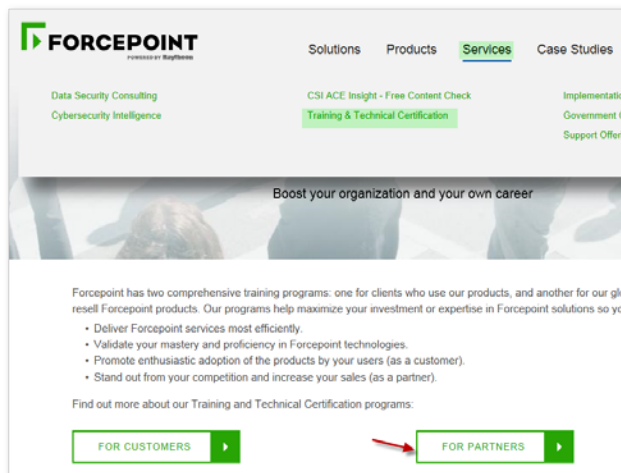 FORCEPOINT
POWERED BY Raytheon
Solutions Products Services Case Studies
Data Security Consulting CSI ACE Insight - Free Content Check Implementatio
Cybersecurity Intelligence Training & Technical Certification Government
Support Offer
Boost your organization and your own career
Forcepoint has two comprehensive training programs: one for clients who use our products, and another for our gl
resell Forcepoint products. Our programs help maximize your investment or expertise in Forcepoint solutions so yo
• Deliver Forcepoint services most efficiently.
• Validate your mastery and proficiency in Forcepoint technologies.
• Promote enthusiastic adoption of the products by your users (as a customer).
• Stand out from your competition and increase your sales (as a partner).
Find out more about our Training and Technical Certification programs:
FOR CUSTOMERS FOR PARTNERS